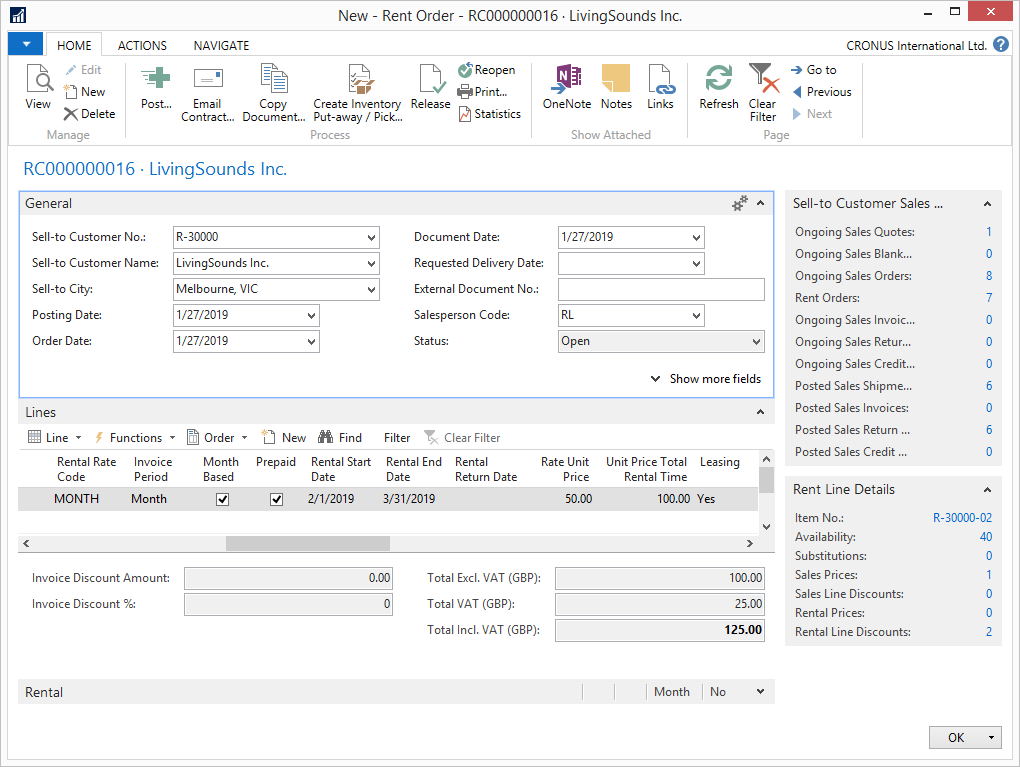 New - Rent Order - RC000000016 · LivingSounds Inc.
HOME ACTIONS NAVIGATE CRONUS International Ltd.
View
Edit
New
Delete
Manage
Post...
Email Contract...
Copy Document...
Create Inventory Put-away / Pick...
Release
Reopen
Print...
Statistics
Process
OneNote
Notes
Links
Show Attached
Refresh
Clear Filter
Go to
Previous
Next
Page
RC000000016 · LivingSounds Inc.
General
Sell-to Customer No.: R-30000
Sell-to Customer Name: LivingSounds Inc.
Sell-to City: Melbourne, VIC
Posting Date: 1/27/2019
Order Date: 1/27/2019
Document Date: 1/27/2019
Requested Delivery Date:
External Document No.:
Salesperson Code: RL
Status: Open
Show more fields
Lines
Line Functions Order New Find Filter Clear Filter
Rental Rate Code Invoice Period Month Based Prepaid Rental Start Date Rental End Date Rental Return Date Rate Unit Price Unit Price Total Rental Time Leasing
MONTH Month 2/1/2019 3/31/2019 50.00 100.00 Yes
Invoice Discount Amount: 0.00
Invoice Discount %: 0
Total Excl. VAT (GBP): 100.00
Total VAT (GBP): 25.00
Total Incl. VAT (GBP): 125.00
Rental Month No
Sell-to Customer Sales ...
Ongoing Sales Quotes: 1
Ongoing Sales Blank... 0
Ongoing Sales Orders: 8
Rent Orders: 7
Ongoing Sales Invoic... 0
Ongoing Sales Retur... 0
Ongoing Sales Credit... 0
Posted Sales Shipme... 6
Posted Sales Invoices: 0
Posted Sales Return ... 6
Posted Sales Credit ... 0
Rent Line Details
Item No.: R-30000-02
Availability: 40
Substitutions: 0
Sales Prices: 1
Sales Line Discounts: 0
Rental Prices: 0
Rental Line Discounts: 2
OK